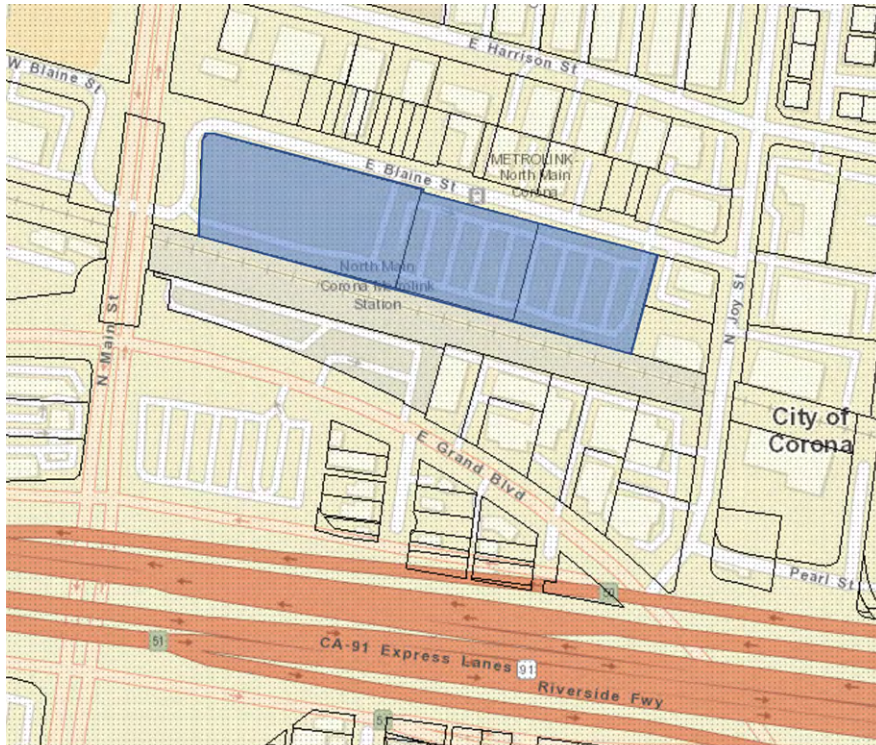 E Harrison St
W Blaine St
E Blaine St
METROLINK-
North Main
Corona
North Main
Corona Metrolink
Station
N Joy St
N Main St
City of
Corona
E Grand Blvd
Pearl St
50
51
CA-91 Express Lanes
91
Riverside Fwy